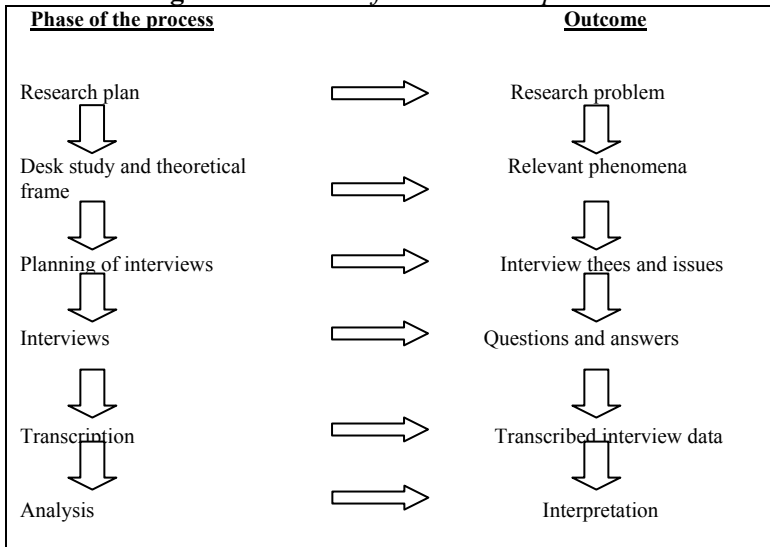 Phase of the process Outcome
Research plan Research problem
Desk study and theoretical Relevant phenomena
frame
Planning of interviews Interview thees and issues
Interviews Questions and answers
Transcription Transcribed interview data
Analysis Interpretation